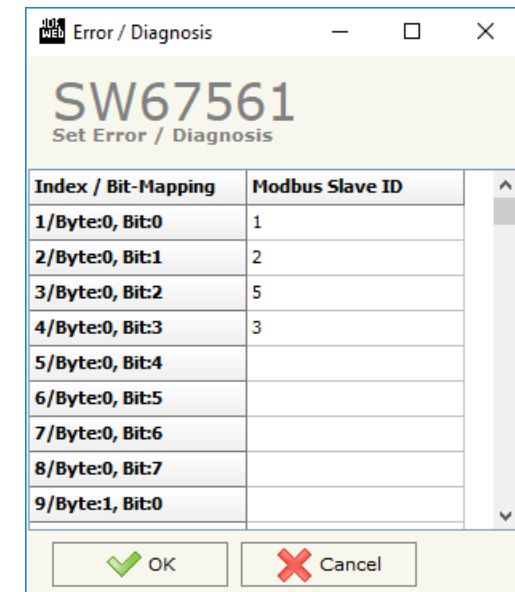 ADF
WEB
Error / Diagnosis
SW67561
Set Error / Diagnosis
Index / Bit-Mapping Modbus Slave ID
1/Byte:0, Bit:0 1
2/Byte:0, Bit:1 2
3/Byte:0, Bit:2 5
4/Byte:0, Bit:3 3
5/Byte:0, Bit:4
6/Byte:0, Bit:5
7/Byte:0, Bit:6
8/Byte:0, Bit:7
9/Byte:1, Bit:0
OK Cancel